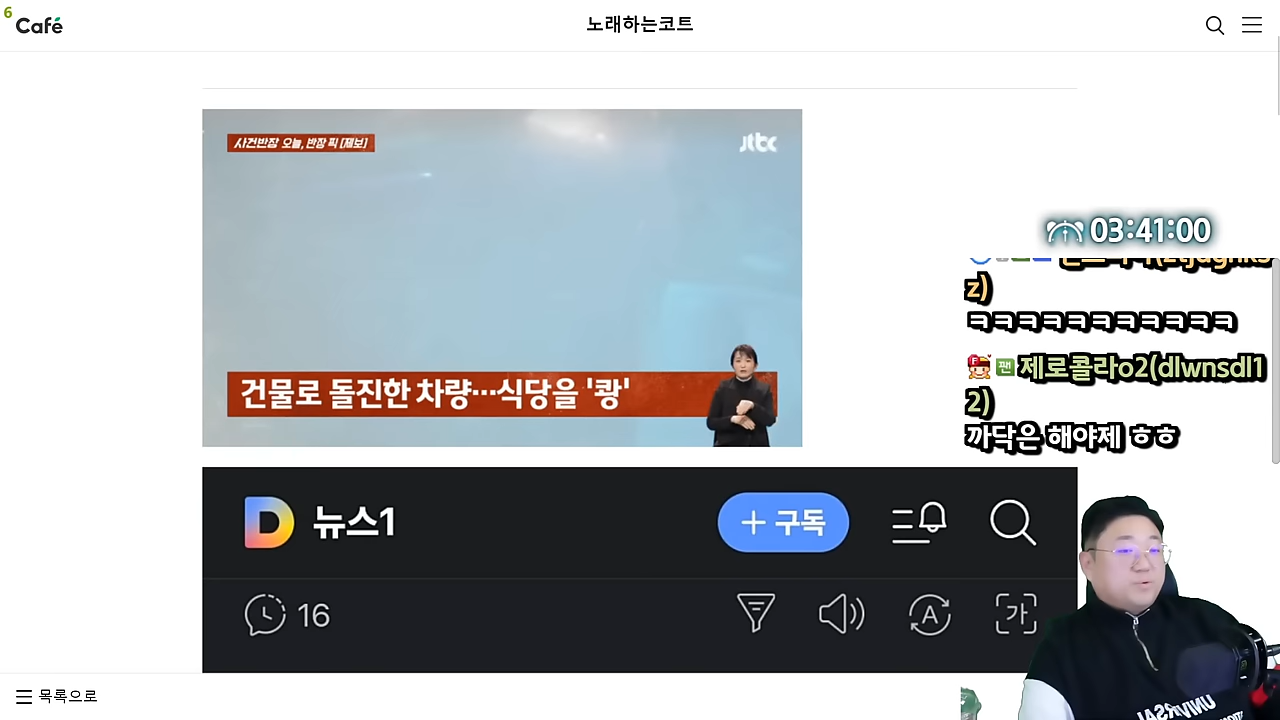 6
Café
노래하는코트
사건반장 오늘, 반장 픽 [제보]
jtbc
건물로 돌진한 차량…식당을 '쾅'
03:41:00
z)
ㅋㅋㅋㅋㅋㅋㅋㅋㅋㅋㅋ
팬 제로콜라o2(dlwnsdl1
2)
까닥은 해야제 ㅎㅎ
D 뉴스1
+ 구독
16
A
가
목록으로